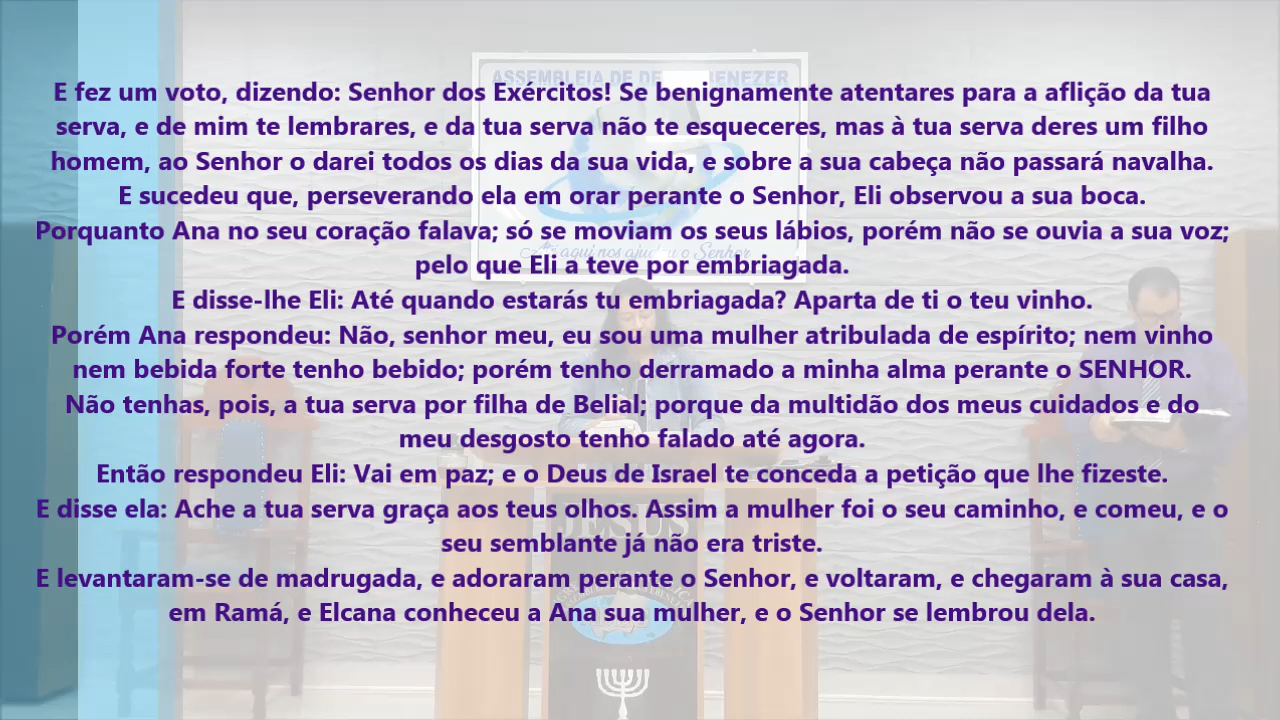 ASSEMBLEIA DE DE ENEZER
E fez um voto, dizendo: Senhor dos Exércitos! Se benignamente atentares para a aflição da tua
serva, e de mim te lembrares, e da tua serva não te esqueceres, mas à tua serva deres um filho
homem, ao Senhor o darei todos os dias da sua vida, e sobre a sua cabeça não passará navalha.
E sucedeu que, perseverando ela em orar perante o Senhor, Eli observou a sua boca.
Porquanto Ana no seu coração falava; só se moviam os seus lábios, porém não se ouvia a sua voz;
Até aqui nos ajudou o Senhor
pelo que Eli a teve por embriagada.
E disse-lhe Eli: Até quando estarás tu embriagada? Aparta de ti o teu vinho.
Porém Ana respondeu: Não, senhor meu, eu sou uma mulher atribulada de espírito; nem vinho
nem bebida forte tenho bebido; porém tenho derramado a minha alma perante o SENHOR.
Não tenhas, pois, a tua serva por filha de Belial; porque da multidão dos meus cuidados e do
meu desgosto tenho falado até agora.
Então respondeu Eli: Vai em paz; e o Deus de Israel te conceda a petição que lhe fizeste.
E disse ela: Ache a tua serva graça aos teus olhos. Assim a mulher foi o seu caminho, e comeu, e o
JESUS
seu semblante já não era triste.
E levantaram-se de madrugada, e adoraram perante o Senhor, e voltaram, e chegaram à sua casa,
em Ramá, e Elcana conheceu a Ana sua mulher, e o Senhor se lembrou dela.